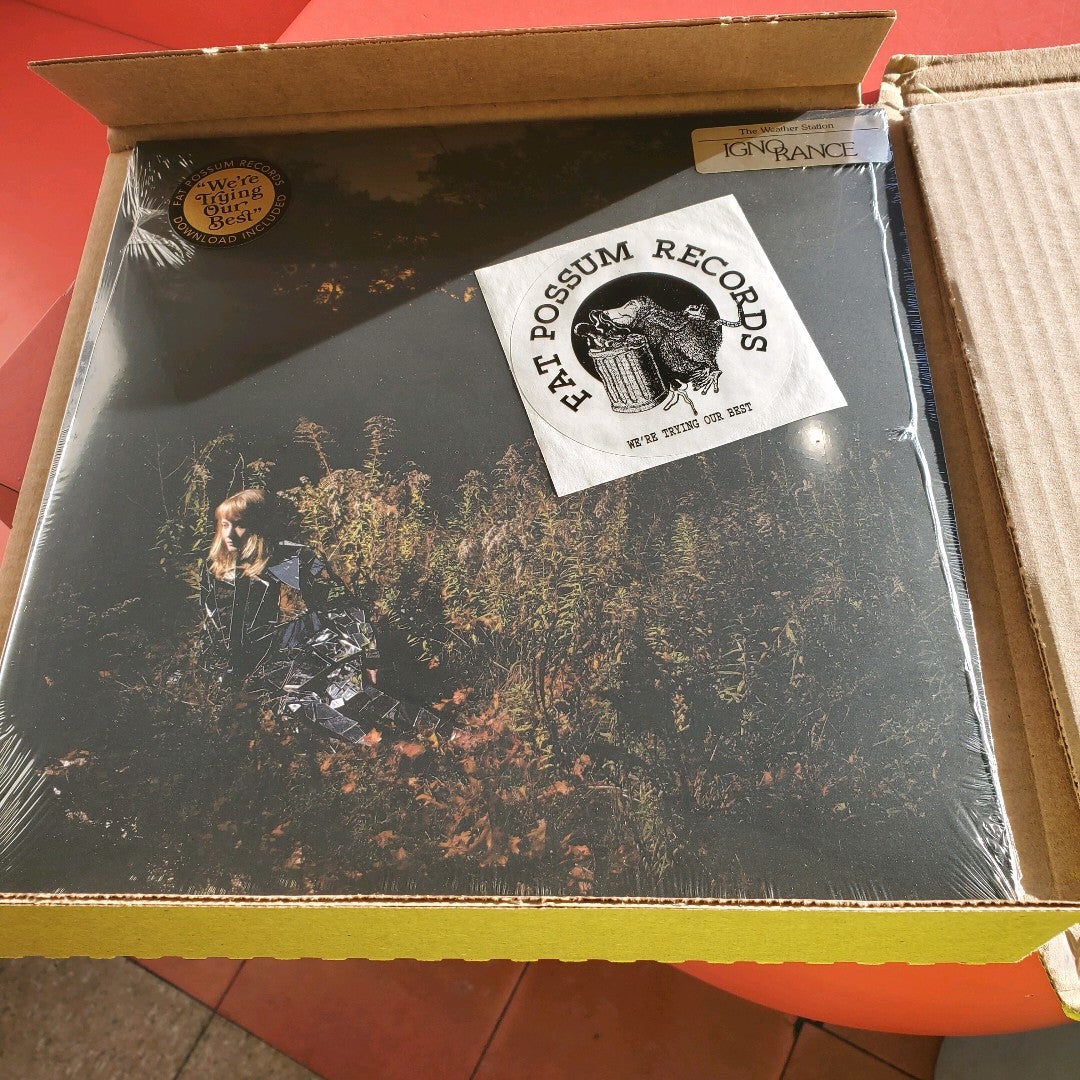 FAT POSSUM RECORDS
"We're
Trying
Our
Best"
DOWNLOAD INCLUDED
The Weather Station
IGNORANCE
FAT POSSUM RECORDS
WE'RE TRYING OUR BEST